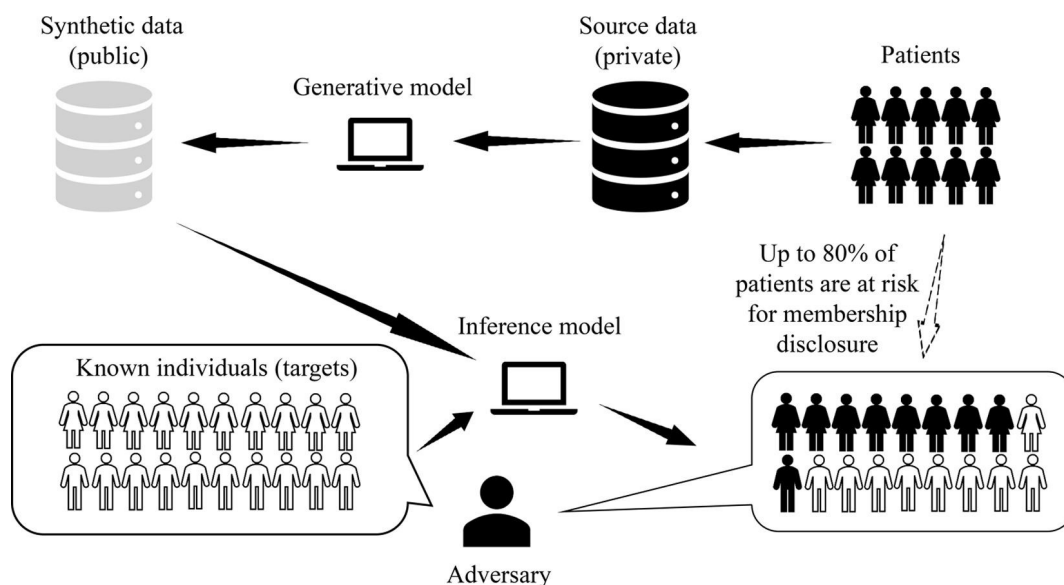 Synthetic data
(public)
Generative model
Source data
(private)
Patients
Up to 80% of
patients are at risk
for membership
disclosure
Inference model
Known individuals (targets)
Adversary